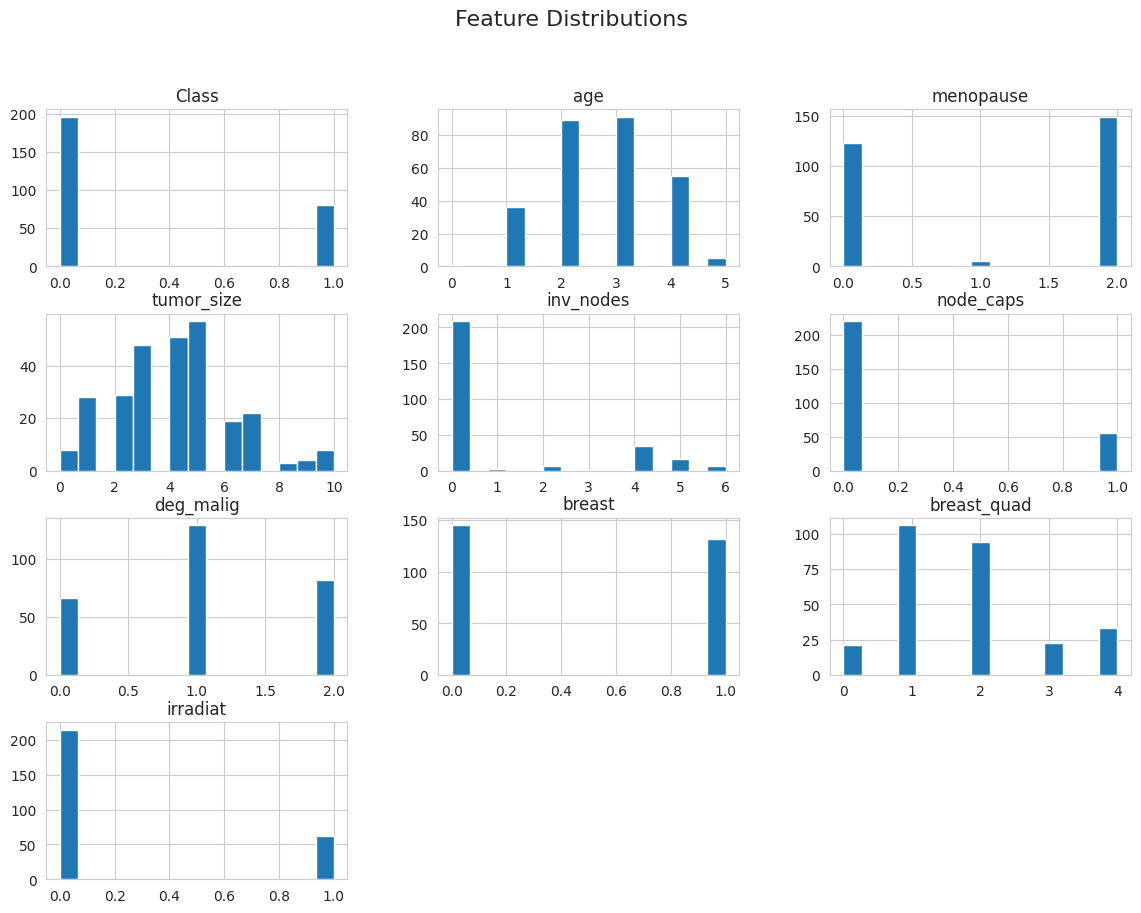 Feature Distributions
Class
200
150
100
50
0
0.0 0.2 0.4 0.6 0.8 1.0
age
80
60
40
20
0
0 1 2 3 4 5
menopause
150
100
50
0
0.0 0.5 1.0 1.5 2.0
tumor_size
40
20
0
0 2 4 6 8 10
inv_nodes
200
150
100
50
0
0 1 2 3 4 5 6
node_caps
200
150
100
50
0
0.0 0.2 0.4 0.6 0.8 1.0
deg_malig
100
50
0
0.0 0.5 1.0 1.5 2.0
breast
150
100
50
0
0.0 0.2 0.4 0.6 0.8 1.0
breast_quad
100
75
50
25
0
0 1 2 3 4
irradiat
200
150
100
50
0
0.0 0.2 0.4 0.6 0.8 1.0